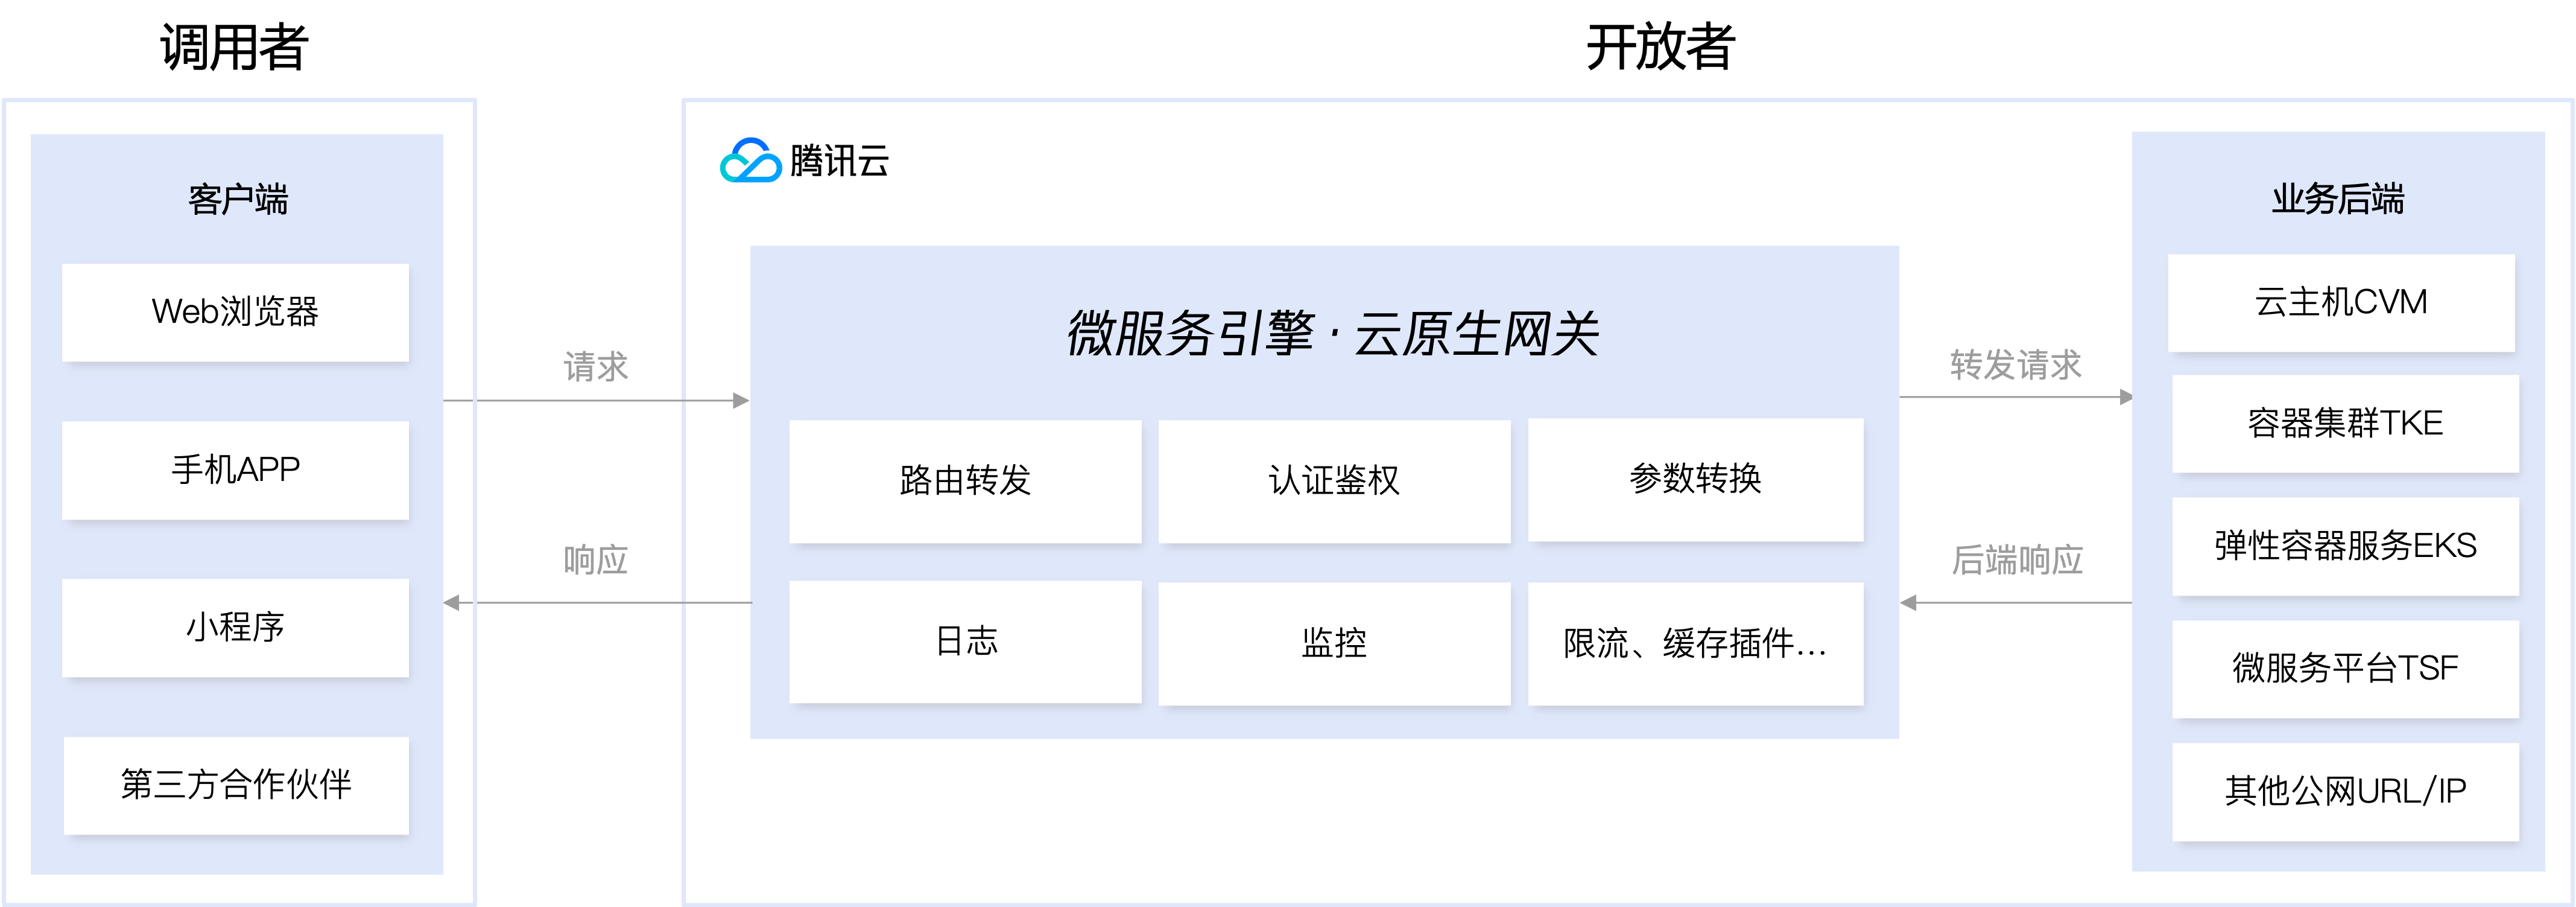 调用者
客户端
Web浏览器
手机APP
小程序
第三方合作伙伴
请求
响应
开放者
腾讯云
微服务引擎·云原生网关
路由转发
认证鉴权
参数转换
日志
监控
限流、缓存插件...
转发请求
后端响应
业务后端
云主机CVM
容器集群TKE
弹性容器服务EKS
微服务平台TSF
其他公网URL/IP